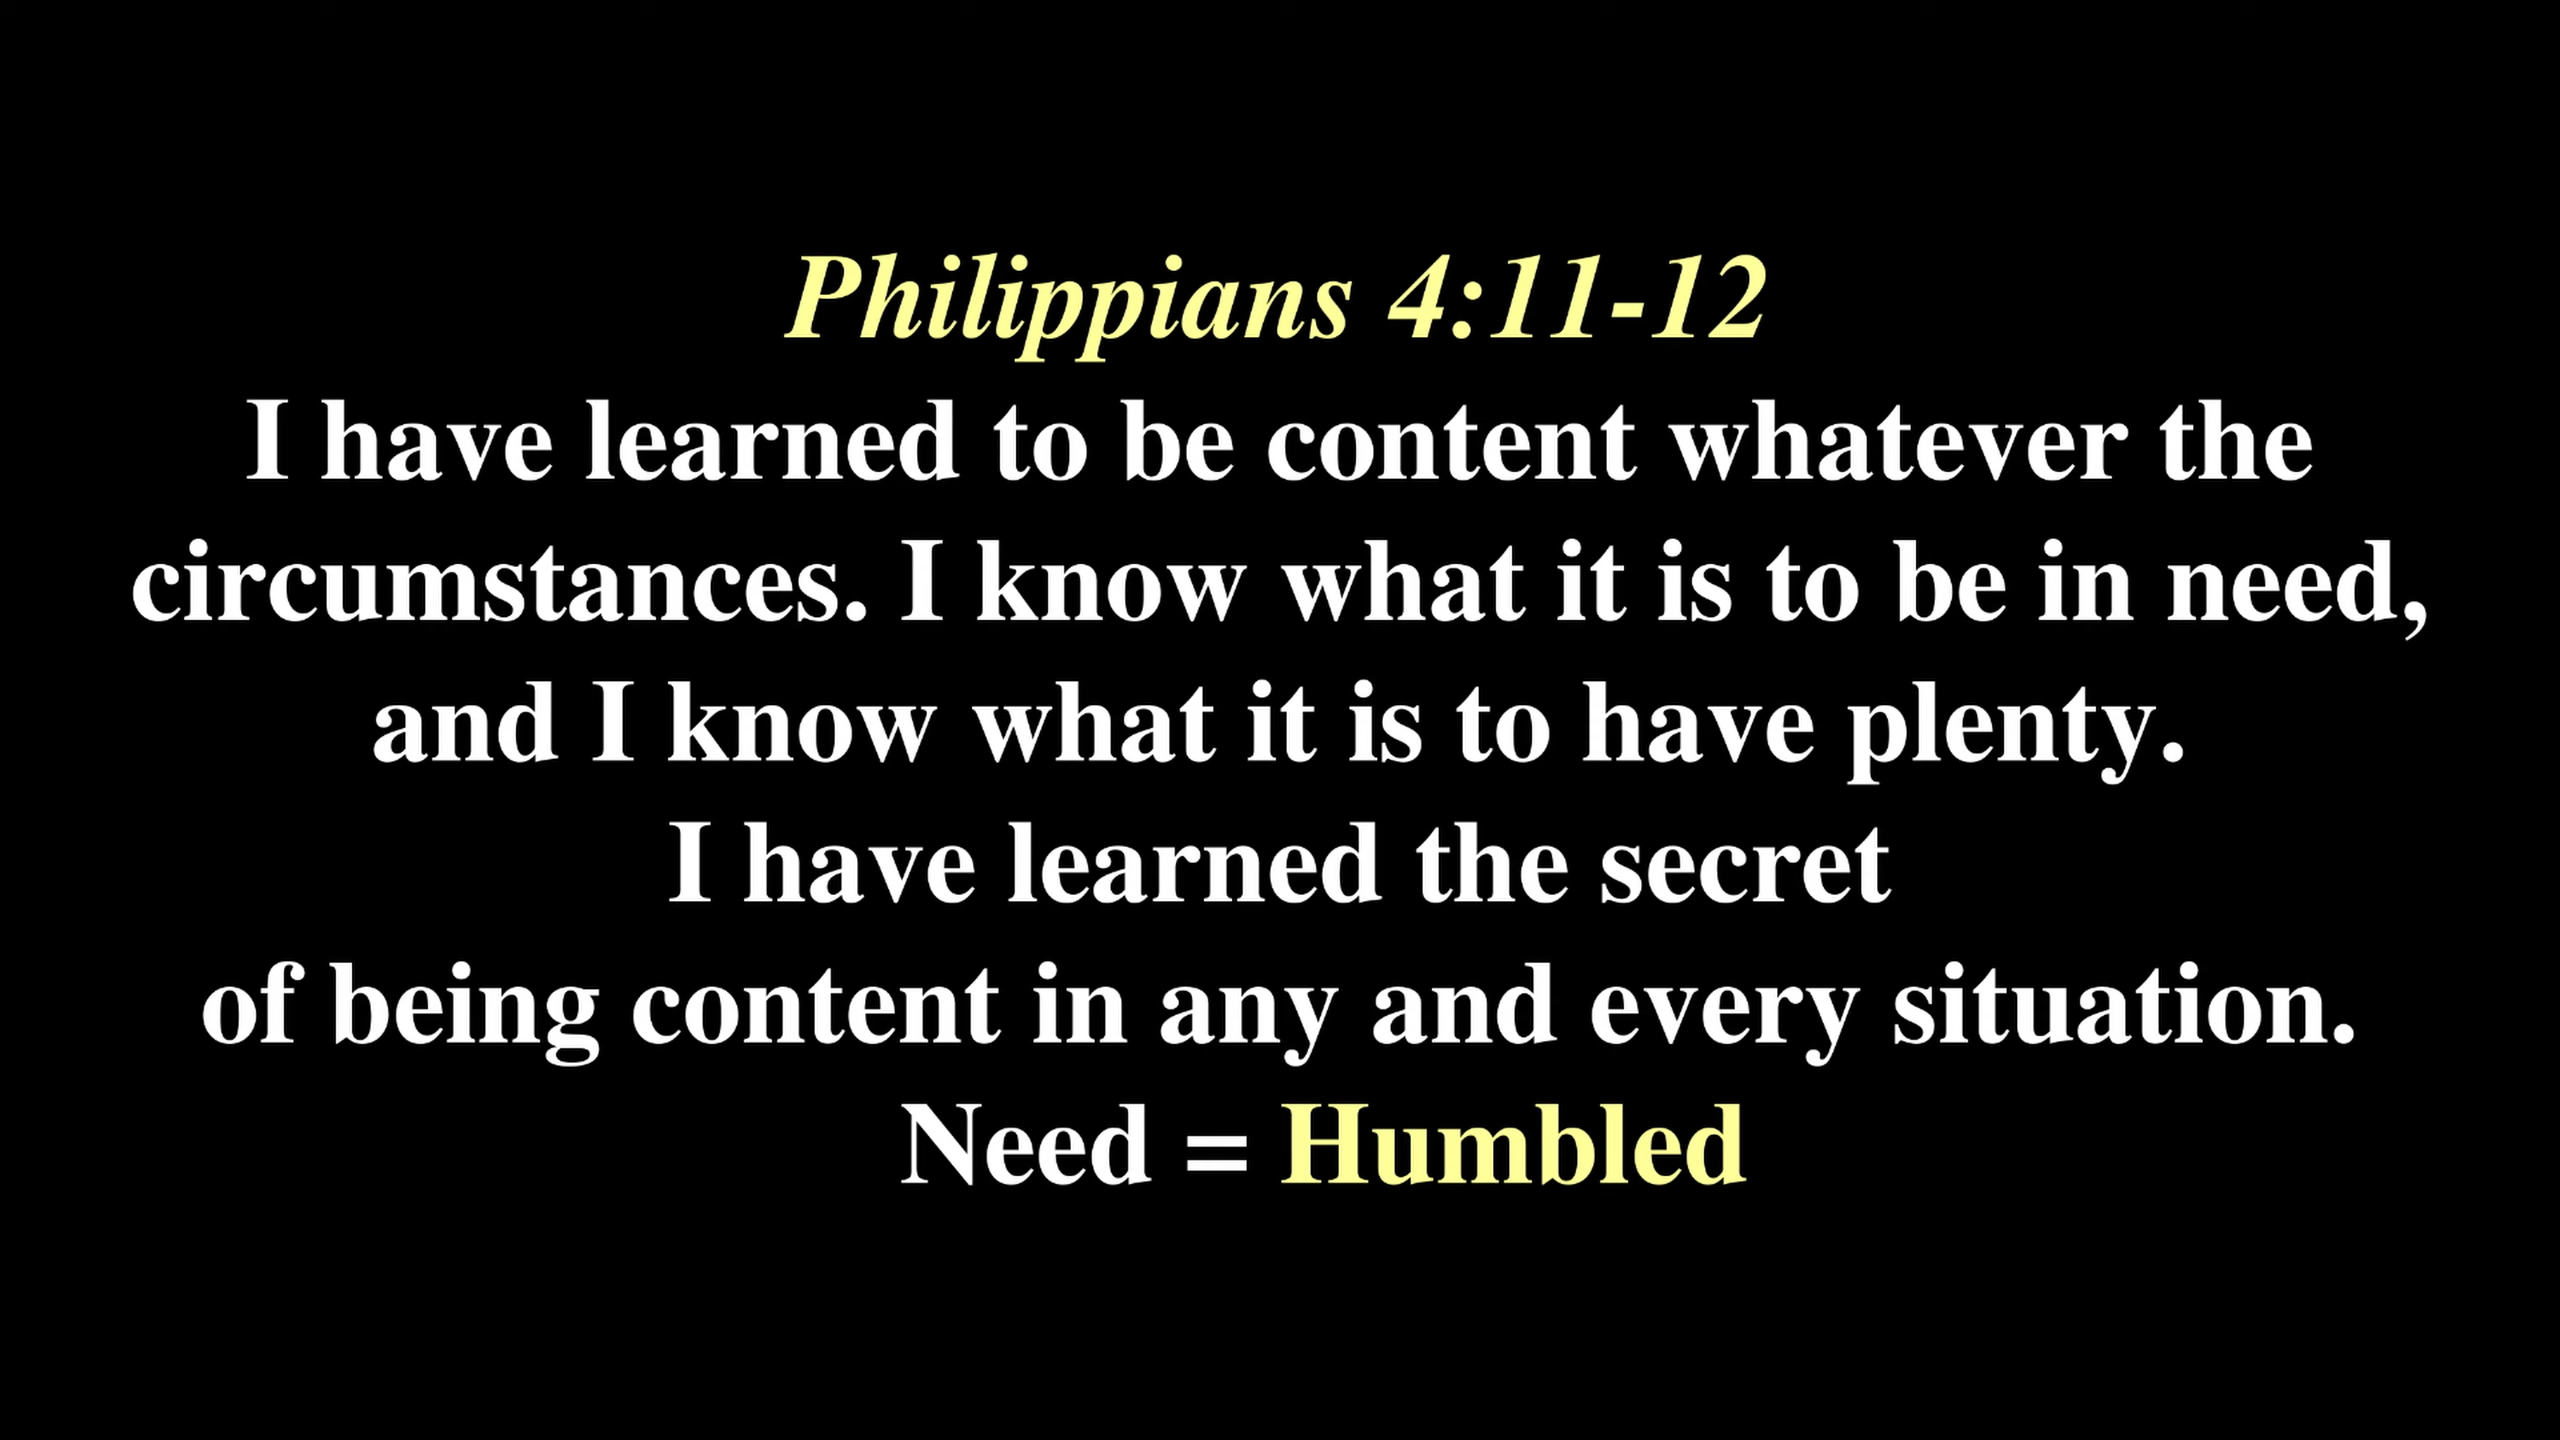 Philippians 4:11-12
I have learned to be content whatever the
circumstances. I know what it is to be in need,
and I know what it is to have plenty.
I have learned the secret
of being content in any and every situation.
Need = Humbled